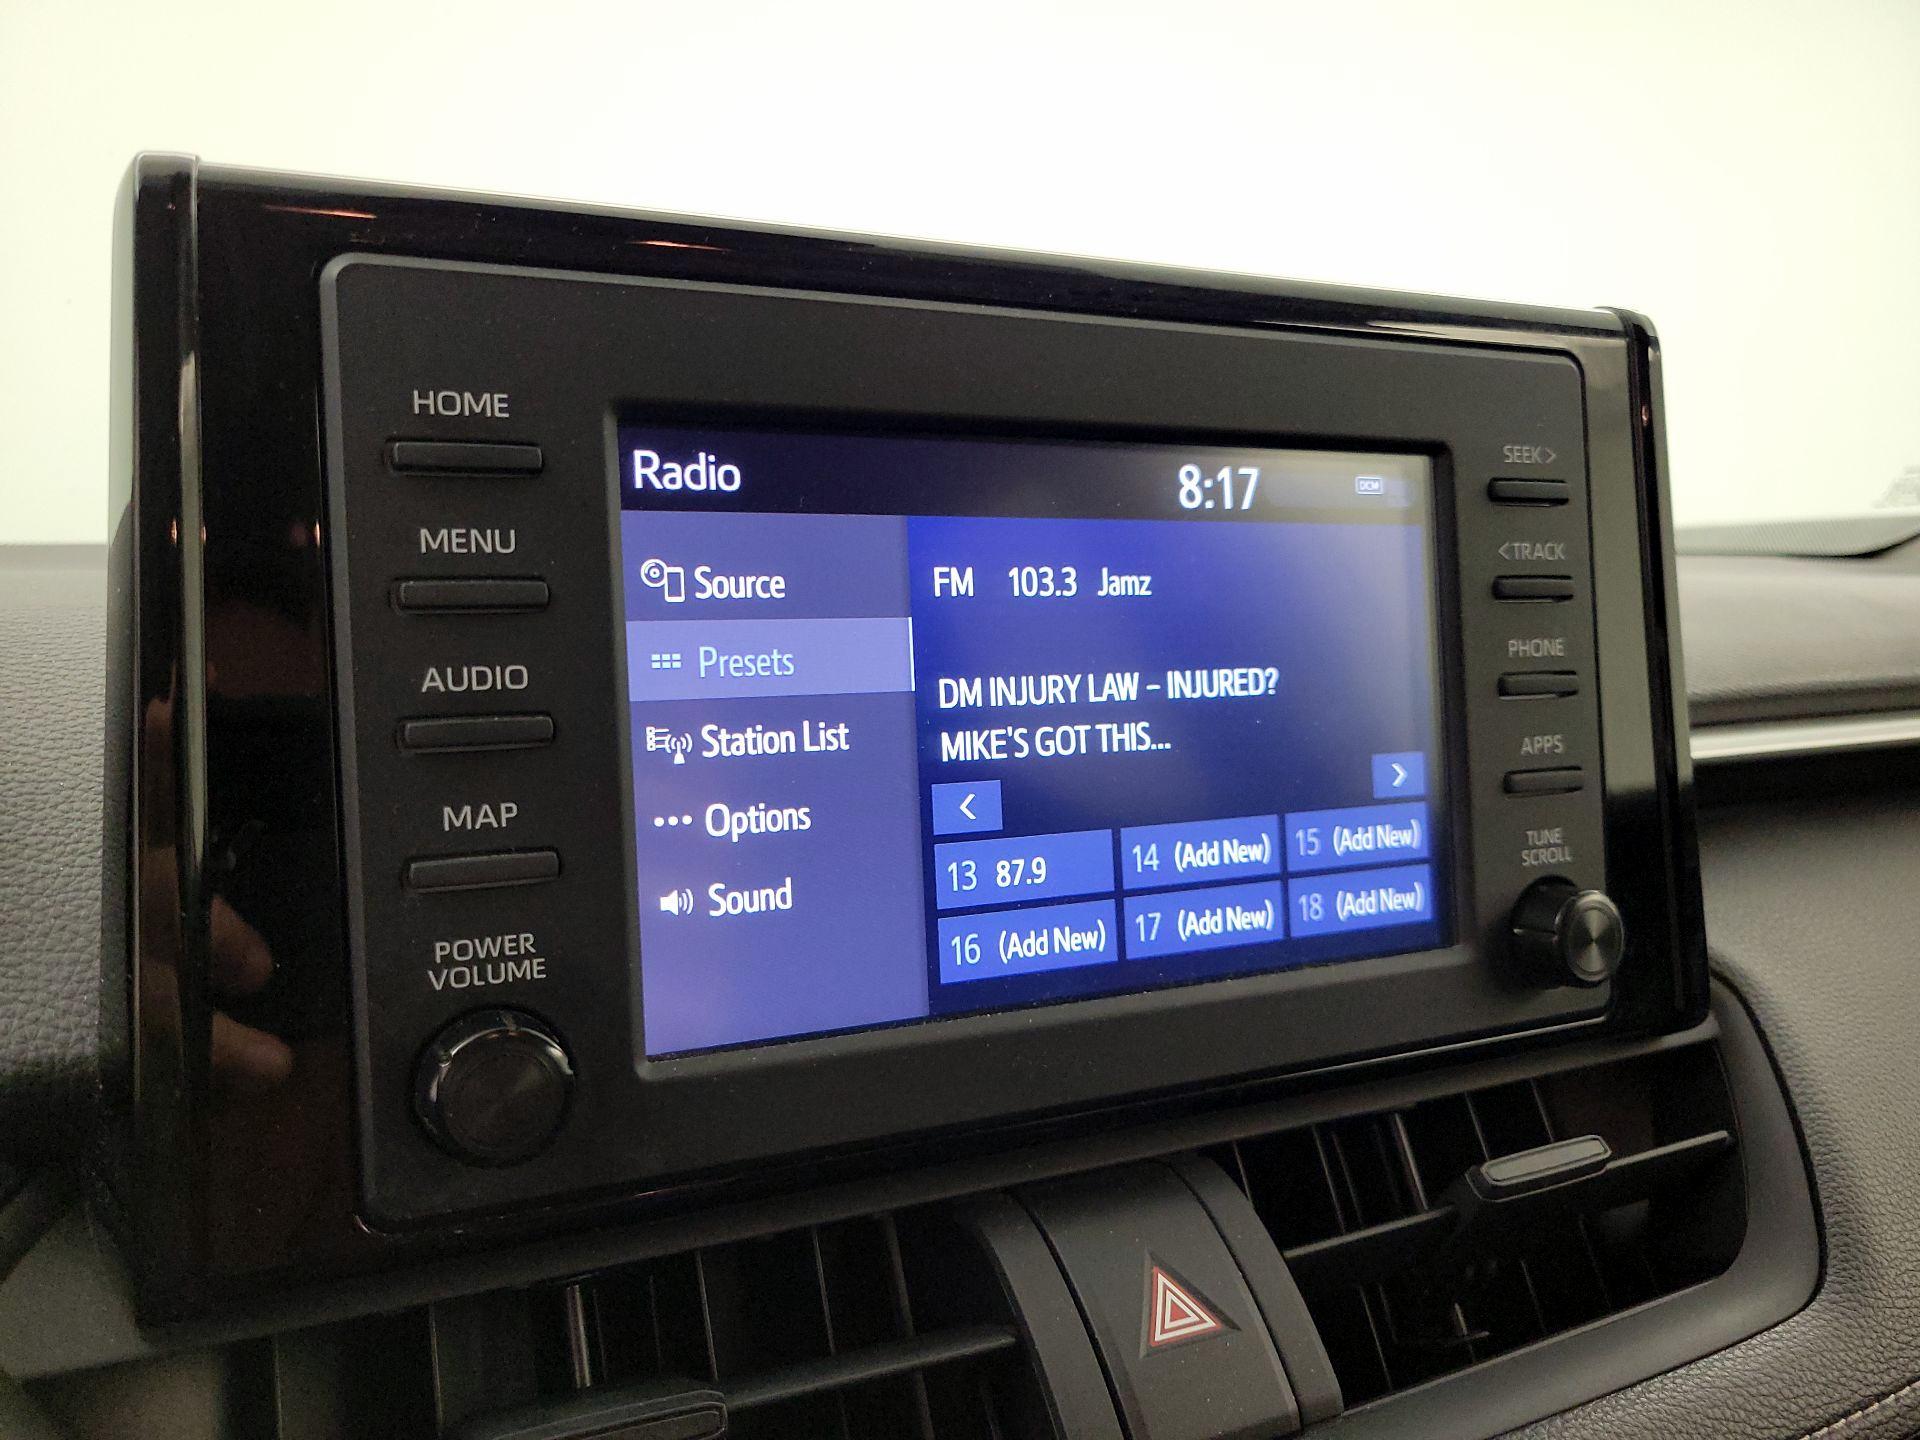 HOME
MENU
AUDIO
MAP
POWER
VOLUME
Radio
8:17
DCM
Source
Presets
Station List
Options
Sound
FM 103.3 Jamz
DM INJURY LAW - INJURED?
MIKE'S GOT THIS...
<
>
13 87.9
14 (Add New)
15 (Add New)
16 (Add New)
17 (Add New)
18 (Add New)
SEEK>
<TRACK
PHONE
APPS
TUNE
SCROLL